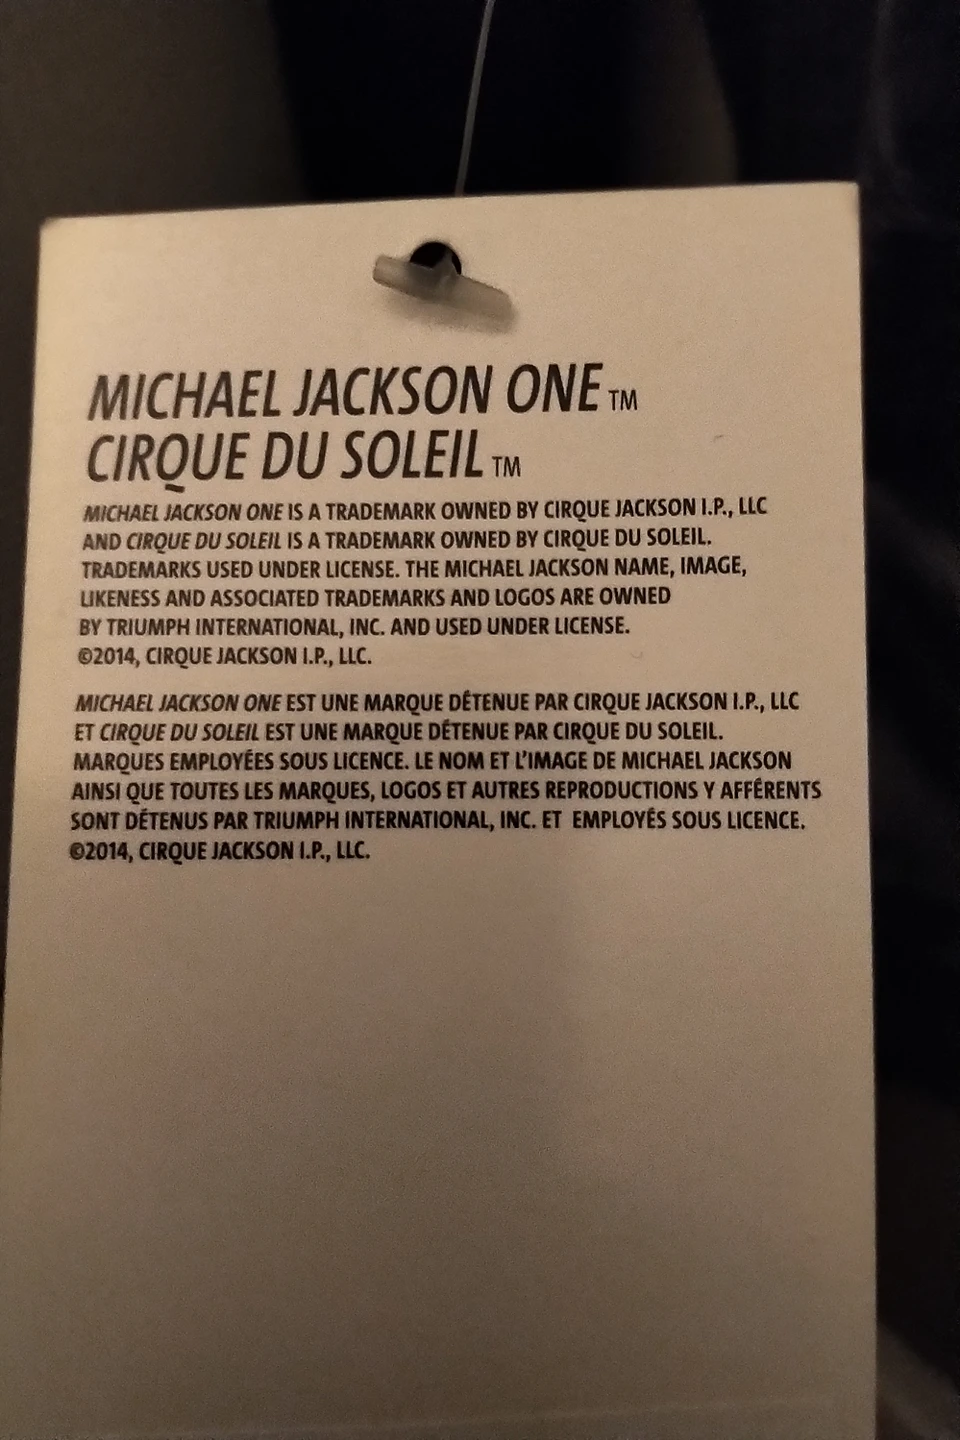 MICHAEL JACKSON ONE™
CIRQUE DU SOLEIL™
MICHAEL JACKSON ONE IS A TRADEMARK OWNED BY CIRQUE JACKSON I.P., LLC
AND CIRQUE DU SOLEIL IS A TRADEMARK OWNED BY CIRQUE DU SOLEIL.
TRADEMARKS USED UNDER LICENSE. THE MICHAEL JACKSON NAME, IMAGE,
LIKENESS AND ASSOCIATED TRADEMARKS AND LOGOS ARE OWNED
BY TRIUMPH INTERNATIONAL, INC. AND USED UNDER LICENSE.
©2014, CIRQUE JACKSON I.P., LLC.
MICHAEL JACKSON ONE EST UNE MARQUE DÉTENUE PAR CIRQUE JACKSON I.P., LLC
ET CIRQUE DU SOLEIL EST UNE MARQUE DÉTENUE PAR CIRQUE DU SOLEIL.
MARQUES EMPLOYÉES SOUS LICENCE. LE NOM ET L'IMAGE DE MICHAEL JACKSON
AINSI QUE TOUTES LES MARQUES, LOGOS ET AUTRES REPRODUCTIONS Y AFFÉRENTS
SONT DÉTENUS PAR TRIUMPH INTERNATIONAL, INC. ET EMPLOYÉS SOUS LICENCE.
©2014, CIRQUE JACKSON I.P., LLC.